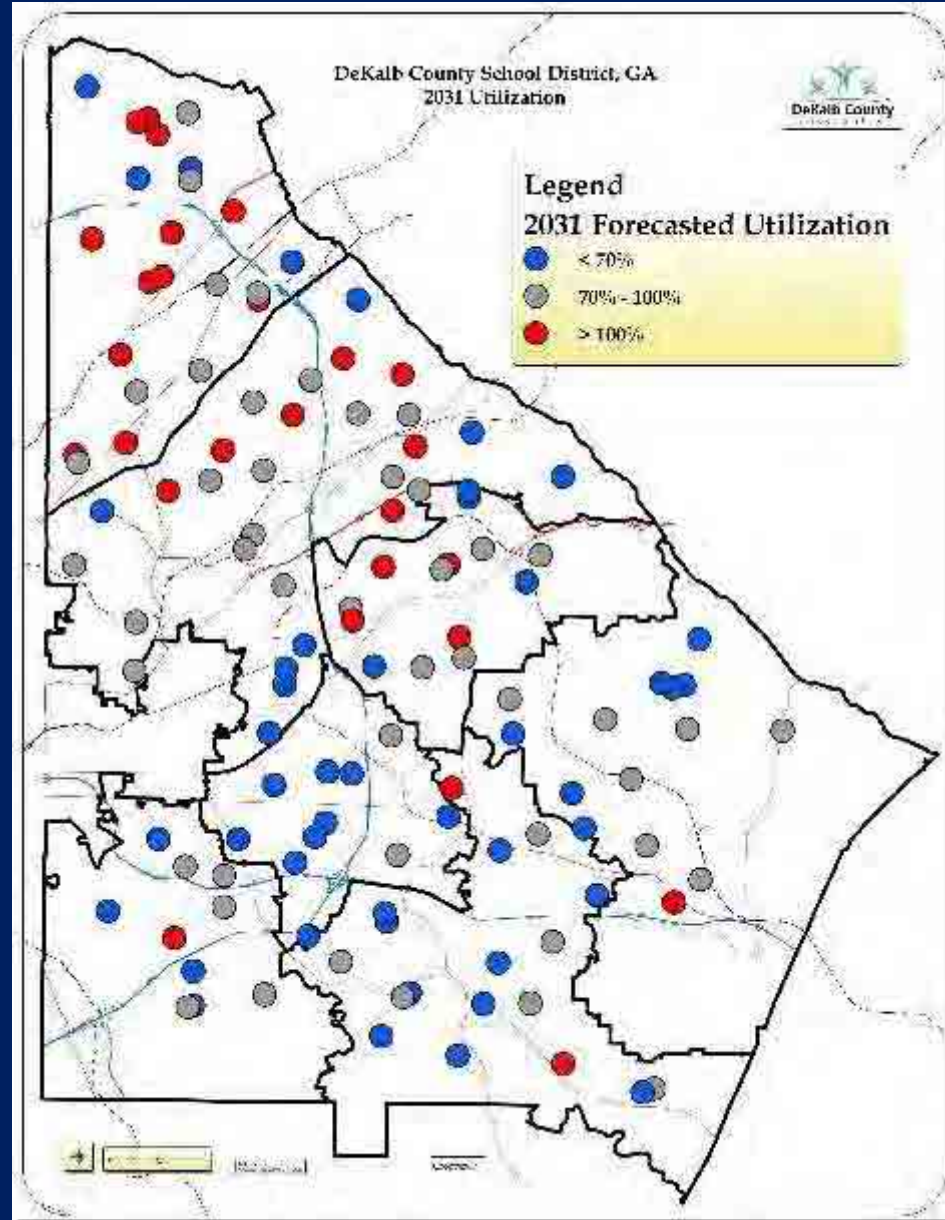 DeKalb County School District, GA
2031 Utilization
DeKalb County
Legend
2031 Forecasted Utilization
< 70%
70% - 100%
> 100%